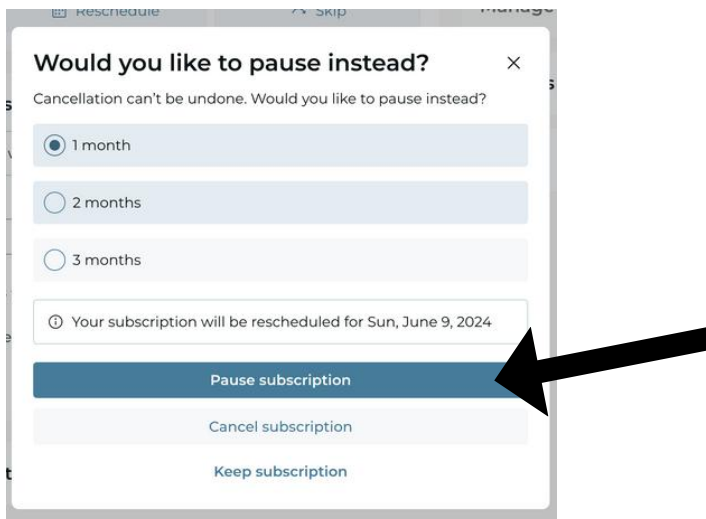 Reschedule Skip Manage
Would you like to pause instead?
Cancellation can't be undone. Would you like to pause instead?
1 month
2 months
3 months
Your subscription will be rescheduled for Sun, June 9, 2024
Pause subscription
Cancel subscription
Keep subscription